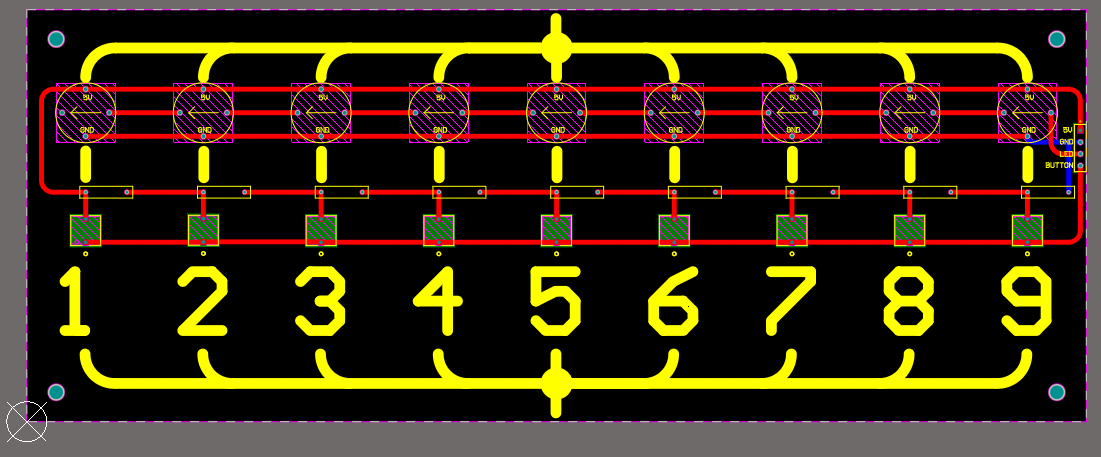 5V 5V 5V 5V 5V 5V 5V 5V 5V
GND GND GND GND GND GND GND GND GND
5V
GND
LED
BUTTON
1 2 3 4 5 6 7 8 9